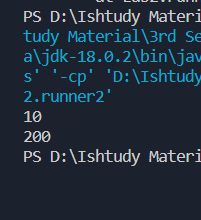 PS D:\Ishtudy Materi
tudy Material\3rd Se
a\jdk-18.0.2\bin\jav
s' '-cp' 'D:\Ishtudy
2.runner2'
10
200
PS D:\Ishtudy Materi